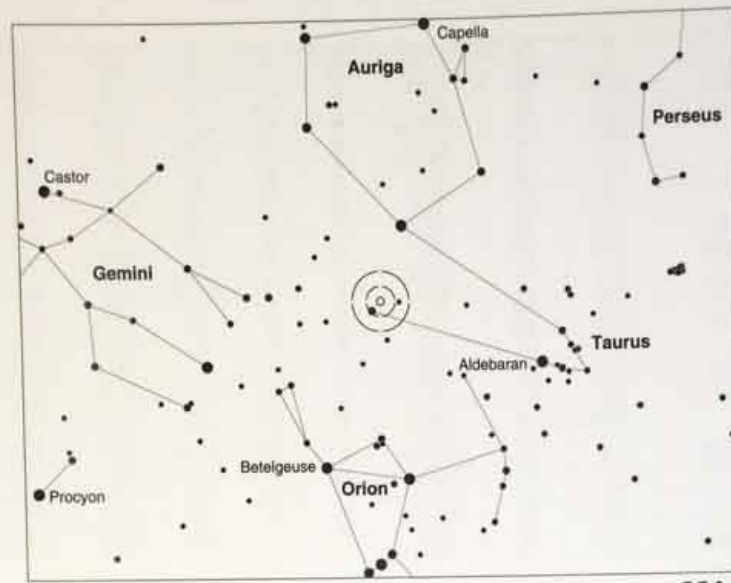 Capella
Auriga
Perseus
Castor
Gemini
Taurus
Aldebaran
Betelgeuse
Orion
Procyon